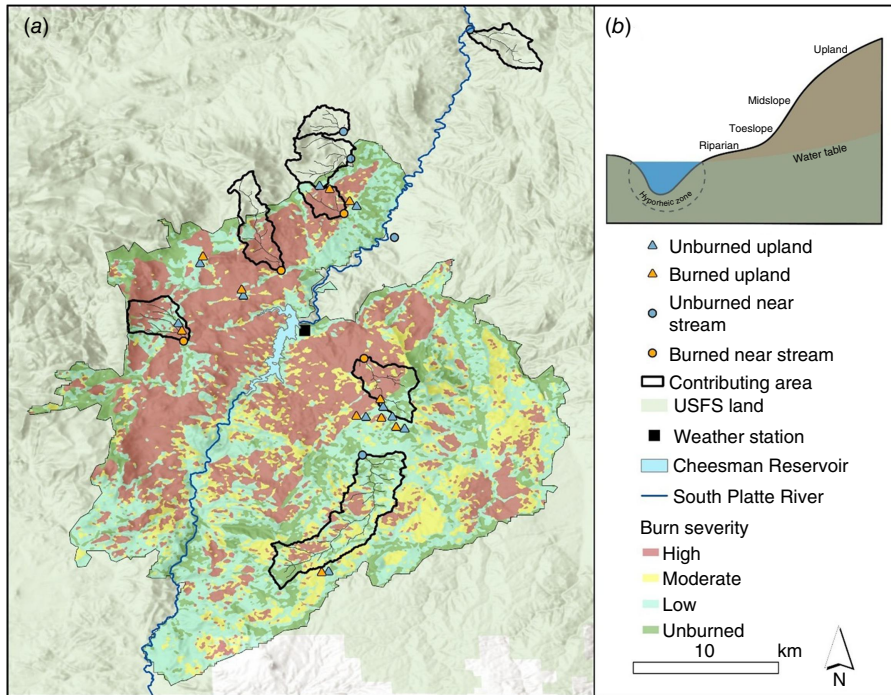 (a)
(b)
Upland
Midslope
Toeslope
Riparian
Water table
Hyporheic zone
Unburned upland
Burned upland
Unburned near
stream
Burned near stream
Contributing area
USFS land
Weather station
Cheesman Reservoir
South Platte River
Burn severity
High
Moderate
Low
Unburned
10
km
N